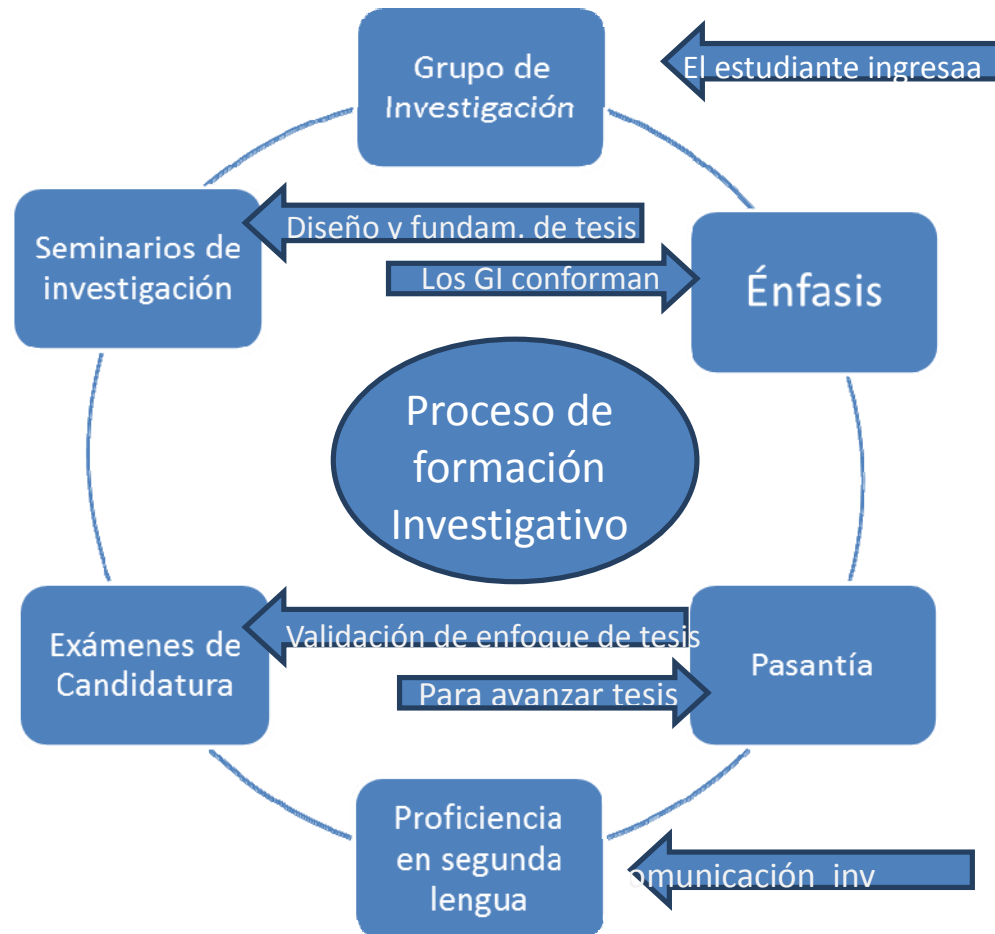 Grupo de
Investigación
El estudiante ingresaa
Diseño y fundam. de tesis
Seminarios de
investigación
Los GI conforman
Énfasis
Proceso de
formación
Investigativo
Validación de enfoque de tesis
Exámenes de
Candidatura
Pasantía
Para avanzar tesis
Proficiencia
en segunda
lengua
omunicación inv